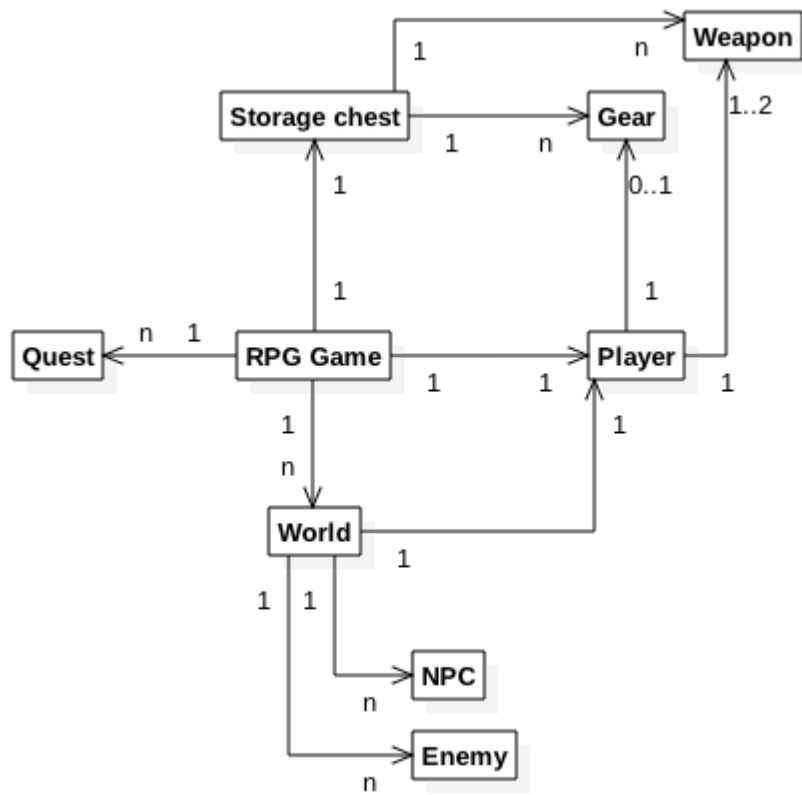 Weapon
1
n
Storage chest
Gear
1..2
1
n
1
0..1
1
1
n
1
Quest
RPG Game
Player
1
1
1
1
1
n
World
1
1
1
NPC
n
Enemy
n